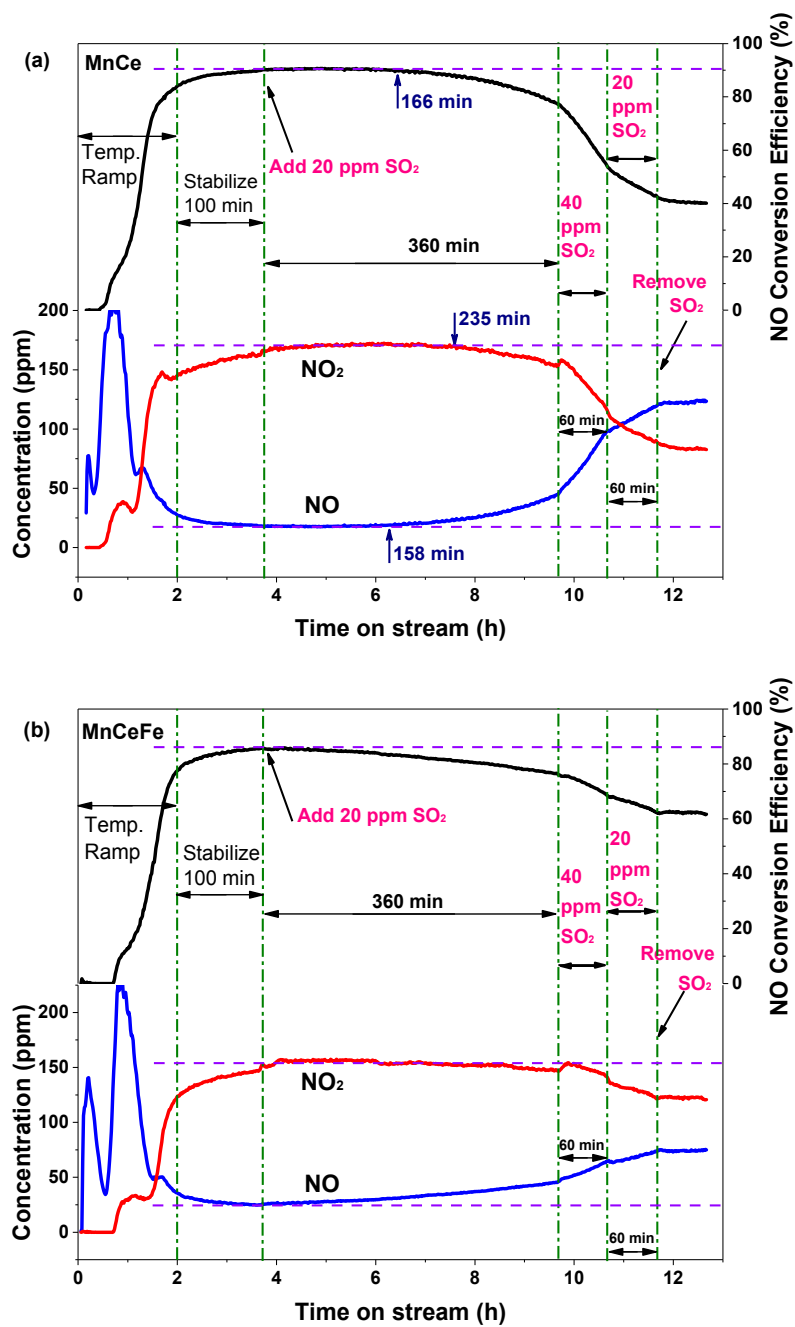 (a)
MnCe
100
80
60
40
20
0
NO Conversion Efficiency (%)
166 min
20
ppm
SO₂
Temp.
Ramp
Add 20 ppm SO₂
Stabilize
100 min
40
ppm
SO₂
360 min
Remove
SO₂
200
150
100
50
0
Concentration (ppm)
235 min
NO₂
60 min
NO
60 min
158 min
0
2
4
6
8
10
12
Time on stream (h)
(b)
MnCeFe
100
80
60
40
20
0
NO Conversion Efficiency (%)
Add 20 ppm SO₂
Temp.
Ramp
Stabilize
100 min
20
ppm
SO₂
40
ppm
SO₂
360 min
Remove
SO₂
200
150
100
50
0
Concentration (ppm)
NO₂
60 min
NO
60 min
0
2
4
6
8
10
12
Time on stream (h)